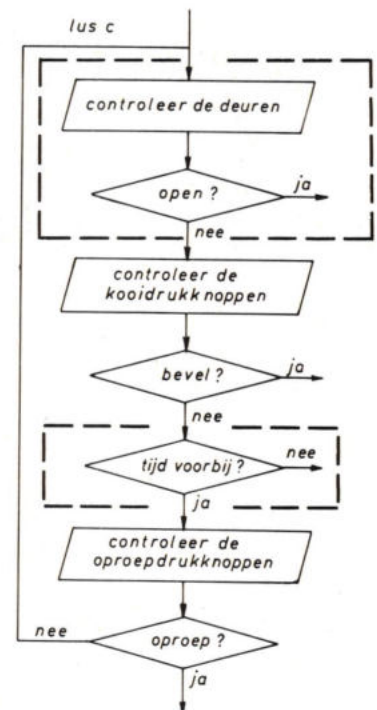 lus c
controleer de deuren
open ?
ja
nee
controleer de
kooidrukknoppen
bevel ?
ja
nee
tijd voorbij ?
nee
ja
controleer de
oproepdrukknoppen
oproep ?
nee
ja